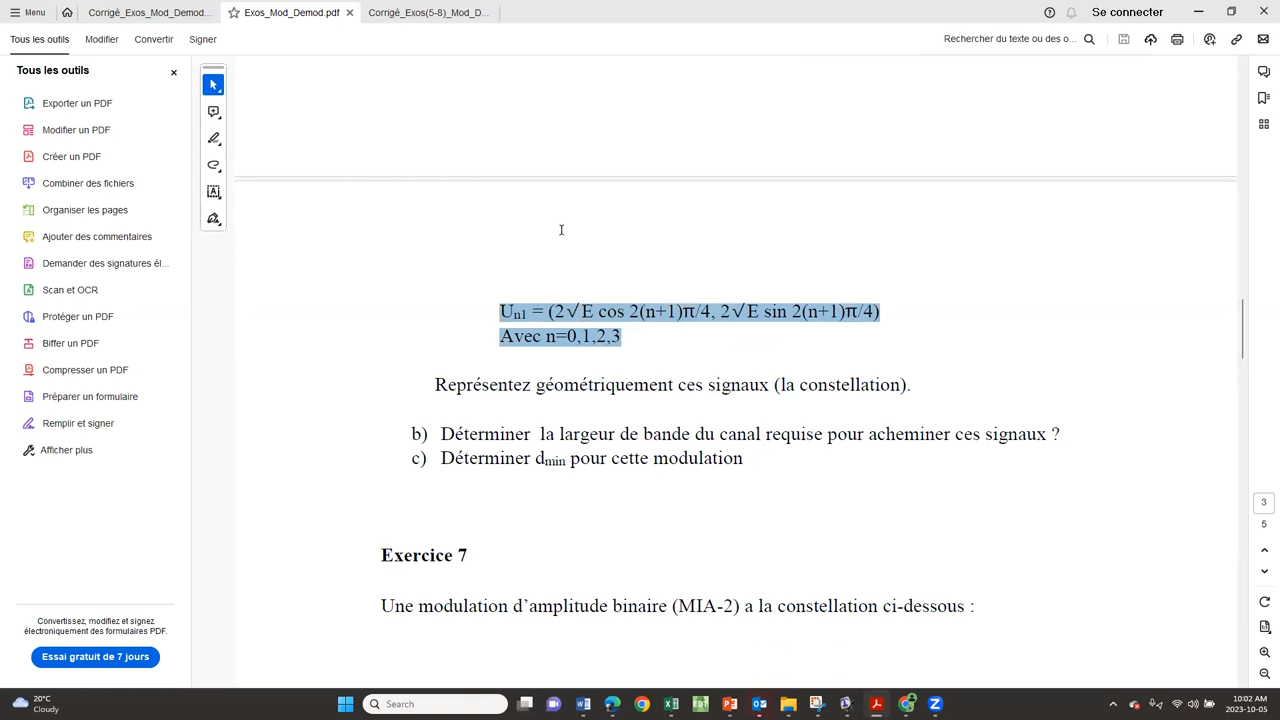 Menu
Corrigé_Exos_Mod_Demod...
Exos_Mod_Demod.pdf
Corrigé_Exos(5-8)_Mod_D...
Se connecter
Tous les outils
Modifier
Convertir
Signer
Rechercher du texte ou des o...
Tous les outils
Exporter un PDF
Modifier un PDF
Créer un PDF
Combiner des fichiers
Organiser les pages
Ajouter des commentaires
Demander des signatures él...
Scan et OCR
Protéger un PDF
Biffer un PDF
Compresser un PDF
Préparer un formulaire
Remplir et signer
Afficher plus
Convertissez, modifiez et signez
électroniquement des formulaires PDF.
Essai gratuit de 7 jours
Un1 = (2√E cos 2(n+1)π/4, 2√E sin 2(n+1)π/4)
Avec n=0,1,2,3
Représentez géométriquement ces signaux (la constellation).
b) Déterminer la largeur de bande du canal requise pour acheminer ces signaux ?
c) Déterminer dmin pour cette modulation
Exercice 7
Une modulation d'amplitude binaire (MIA-2) a la constellation ci-dessous :
3
5
20°C
Cloudy
Search
10:02 AM
2023-10-05